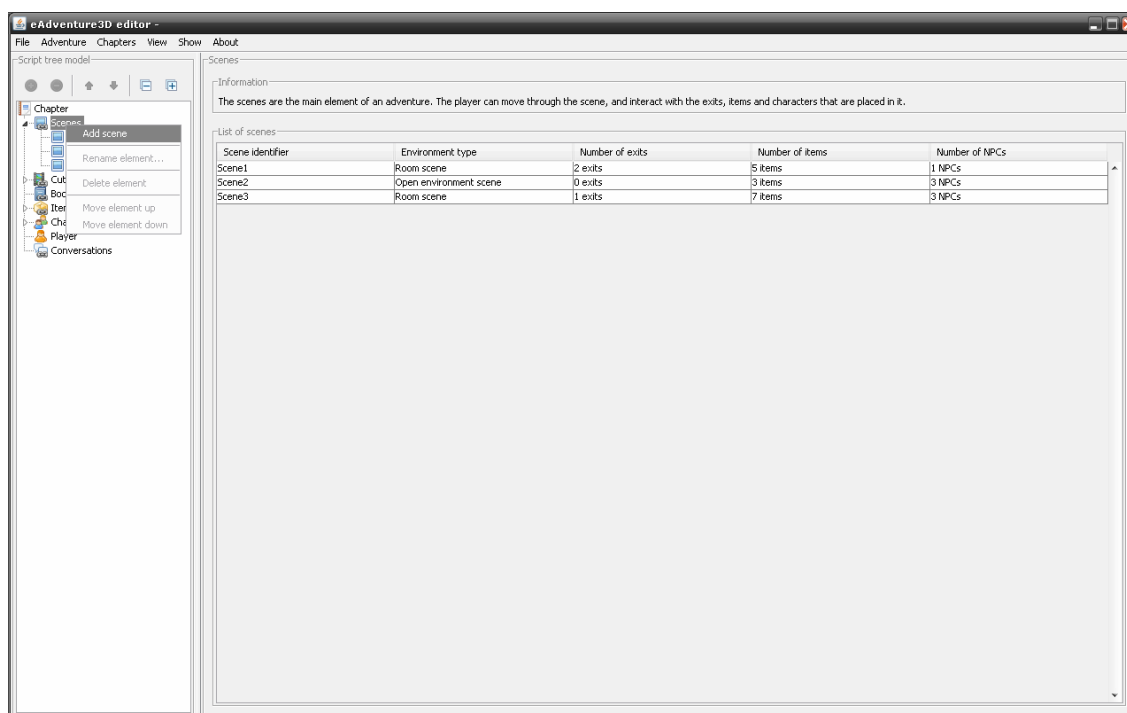 eAdventure3D editor -
File Adventure Chapters View Show About
Script tree model
Chapter
Scenes
Add scene
Rename element...
Delete element
Move element up
Move element down
Player
Conversations
Scenes
Information
The scenes are the main element of an adventure. The player can move through the scene, and interact with the exits, items and characters that are placed in it.
List of scenes
Scene identifier Environment type Number of exits Number of items Number of NPCs
Scene1 Room scene 2 exits 5 items 1 NPCs
Scene2 Open environment scene 0 exits 3 items 3 NPCs
Scene3 Room scene 1 exits 7 items 3 NPCs